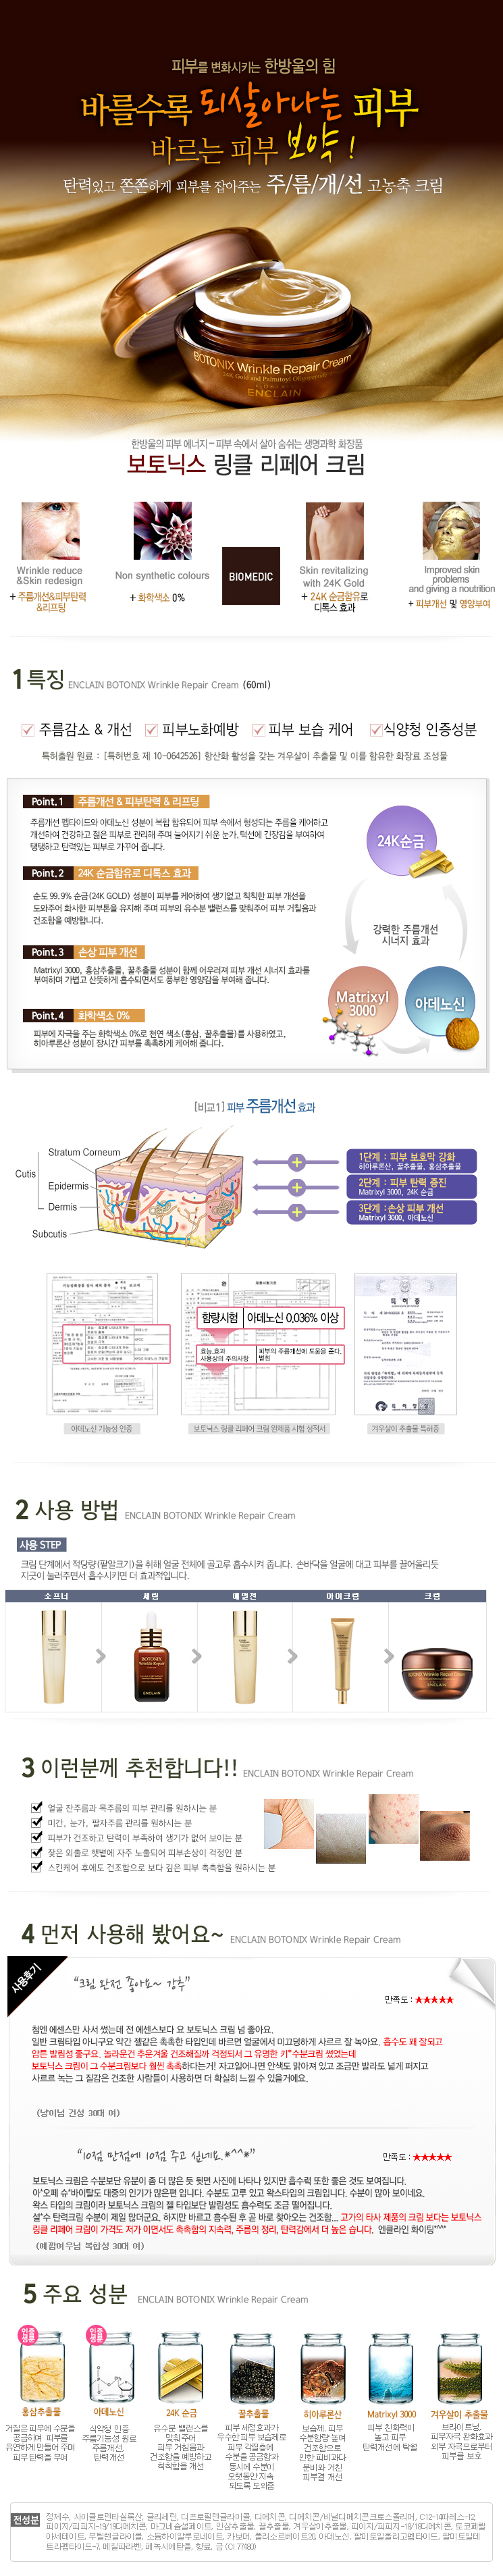 피부를 변화시키는 한방울의 힘
바를수록 되살아나는 피부
바르는 피부 보약!
탄력있고 쫀쫀하게 피부를 잡아주는 주/름/개/선 고농축 크림
BOTONIX Wrinkle Repair Cream
24K Gold and Palmitoyl Oligopeptide
ENCLAIN
한방울의 피부 에너지 – 피부 속에서 살아 숨쉬는 생명과학 화장품
보토닉스 링클 리페어 크림
Wrinkle reduce
&Skin redesign
+ 주름개선&피부탄력
&리프팅
Non synthetic colours
+ 화학색소 0%
BIOMEDIC
Skin revitalizing
with 24K Gold
+ 24K 금함유로
디톡스 효과
Improved skin
problems
and giving a noutrition
+ 피부개선 및 영양부여
1 특징 ENCLAIN BOTONIX Wrinkle Repair Cream (60ml)
주름감소 & 개선
피부노화예방
피부 보습 케어
식약청 인증성분
특허출원 원료 : [특허번호 제 10-0642526] 항산화 활성을 갖는 겨우살이 추출물 및 이를 함유한 화장료 조성물
Point.1 주름개선 & 피부탄력 & 리프팅
주름개선 펩타이드와 아데노신 성분이 복합 함유되어 피부 속에서 형성되는 주름을 케어하고
개선하여 건강하고 젊은 피부로 관리해 주며 늘어지기 쉬운 눈가,턱선에 긴장감을 부여하여
탱탱하고 탄력있는 피부로 가꾸어 줍니다.
Point.2 24K 순금함유로 디톡스 효과
순도 99.9% 순금(24K GOLD) 성분이 피부를 케어하여 생기없고 칙칙한 피부 개선을
도와주어 화사한 피부톤을 유지해 주며 피부의 유수분 밸런스를 맞춰주어 피부 거칠음과
건조함을 예방합니다.
Point.3 손상 피부 개선
Matrixyl 3000, 홍삼추출물, 꿀추출물 성분이 함께 어우러져 피부 개선 시너지 효과를
부여하며 가볍고 산뜻하게 흡수되면서도 풍부한 영양감을 부여해 줍니다.
Point.4 화학색소 0%
피부에 자극을 주는 화학색소 0%로 천연 색소(홍삼, 꿀추출물)를 사용하였고,
히아루론산 성분이 장시간 피부를 촉촉하게 케어해 줍니다.
24K순금
강력한 주름개선
시너지 효과
Matrixyl
3000
아데노신
[비교1] 피부 주름개선 효과
Stratum Corneum
Cutis
Epidermis
Dermis
Subcutis
1단계 : 피부 보호막 강화
히아루론산, 꿀추출물, 홍삼추출물
2단계 : 피부 탄력 증진
Matrixyl 3000, 24K 순금
3단계 :손상 피부 개선
Matrixyl 3000, 아데노신
함량시험 아데노신 0.036% 이상
효능,효과
사용상의 주의사항
피부의 주름개선에 도움을 준다.
별첨
특 허 증
특 허 청 장
아데노신 기능성 인증
보토닉스 링클 리페어 크림 완제품 시험 성적서
겨우살이 추출물 특허증
2 사용 방법 ENCLAIN BOTONIX Wrinkle Repair Cream
사용 STEP
크림 단계에서 적당량(팥알크기)을 취해 얼굴 전체에 골고루 흡수시켜 줍니다. 손바닥을 얼굴에 대고 피부를 끌어올리듯
지긋이 눌러주면서 흡수시키면 더 효과적입니다.
소프너
세럼
에멀전
아이크림
크림
BOTONIX
Wrinkle Repair
ENCLAIN
3 이런분께 추천합니다!! ENCLAIN BOTONIX Wrinkle Repair Cream
얼굴 잔주름과 목주름의 피부 관리를 원하시는 분
미간, 눈가, 팔자주름 관리를 원하시는 분
피부가 건조하고 탄력이 부족하여 생기가 없어 보이는 분
잦은 외출로 햇볕에 자주 노출되어 피부손상이 걱정인 분
스킨케어 후에도 건조함으로 보다 깊은 피부 촉촉함을 원하시는 분
4 먼저 사용해 봤어요~ ENCLAIN BOTONIX Wrinkle Repair Cream
사용후기
“크림 완전 좋아요~ 강추”
만족도 : ★★★★★
첨엔 에센스만 사서 썼는데 전 에센스보다 요 보토닉스 크림 넘 좋아요.
일반 크림타입 아니구요 약간 젤같은 촉촉한 타입인데 바르면 얼굴에서 미끄덩하게 사르르 잘 녹아요. 흡수도 꽤 잘되고
암튼 발림성 좋구요. 놀라운건 추운겨울 건조해질까 걱정되서 그 유명한 키*수분크림 썼었는데
보토닉스 크림이 그 수분크림보다 훨씬 촉촉하다는거! 자고일어나면 안색도 맑아져 있고 조금만 발라도 넓게 퍼지고
사르르 녹는 그 질감은 건조한 사람들이 사용하면 더 확실히 느낄 수 있을거에요.
(냥이님 건성 30대 여)
“10점 만점에 10점 주고 싶네요.*^^*”
만족도 : ★★★★★
보토닉스 크림은 수분보단 유분이 좀 더 많은 듯 묏면 사진에 나타나 있지만 흡수력 또한 좋은 것도 보여집니다.
아*오페 슈*바이탈도 대중의 인기가 많은편 입니다. 수분도 고루 있고 왁스타입의 크림입니다. 수분이 많아 보이네요.
왁스 타입의 크림이라 보토닉스 크림의 젤 타입보단 발림성도 흡수력도 조금 떨어집니다.
설*수 탄력크림 수분이 제일 많더군요. 하지만 바르고 흡수된 후 곧 바로 찾아오는 건조함... 고가의 타사 제품의 크림 보다는 보토닉스
링클 리페어 크림이 가격도 저가 이면서도 촉촉함의 지속력, 주름의 정리, 탄력감에서 더 높은 습니다. 엔클라인 화이팅*^^*
(예캄여우님 복합성 30대 여)
5 주요 성분 ENCLAIN BOTONIX Wrinkle Repair Cream
인증
성분
인증
성분
홍삼추출물
거칠은 피부에 수분을
공급하여 피부를
유연하게 만들어 주며
피부 탄력을 부여
아데노신
식약청 인증
주름기능성 원료
주름개선,
탄력 개선
24K 순금
유수분 밸런스를
맞춰주어
피부 거침음과
건조함을 예방하고
칙칙함을 개선
꿀추출물
피부 세정효과가
우수한 피부 보습제로
피부 각질층에
수분을 공급함과
동시에 수분이
오랫동안 지속
되도록 도와줌
히아루론산
보습제, 피부
수분함량 높여
건조함으로
인한 피비과다
분비와 거친
피부결 개선
Matrixyl 3000
피부 친화력이
높고 피부
탄력개선에 탁월
겨우살이 추출물
브라이트닝,
피부자극 완화효과
외부 자극으로부터
피부를 보호
전성분
정제수, 사이클로펜타실록산, 글리세린, 디프로필렌글라이콜, 디메치콘, 디메치콘/비닐디메치콘크로스폴리머, C12-14파레스-12,
피이지/피피지-19/19디메치콘, 마그네슘설페이트, 인삼추출물, 꿀추출물, 겨우살이추출물, 피이지/피피지-18/18디메치콘, 토코페릴
아세테이트, 부틸렌글라이콜, 소듐하이알루로네이트, 카보머, 폴리소르베이트20, 아데노신, 팔미토일올리고펩타이드, 팔미토일테
트라펩타이드-7, 메칠파라벤, 페녹시에탄올, 향료, 금 (CI 77480)